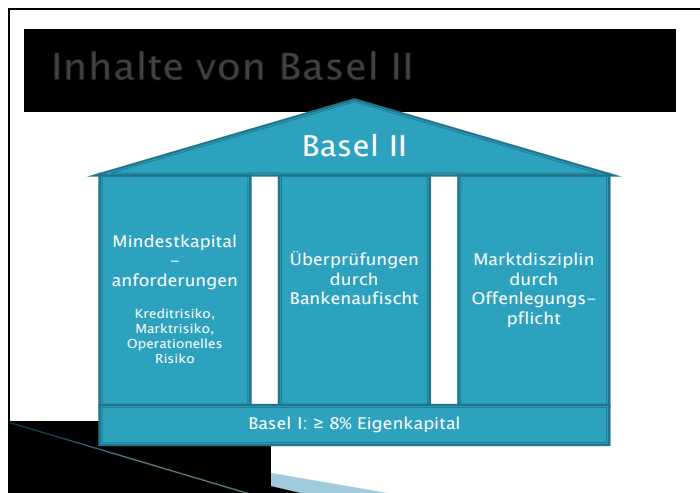 Inhalte von Basel II
Basel II
Mindestkapital
-
anforderungen
Kreditrisiko,
Marktrisiko,
Operationelles
Risiko
Überprüfungen
durch
Bankenaufischt
Marktdisziplin
durch
Offenlegungs-
pflicht
Basel I: ≥ 8% Eigenkapital